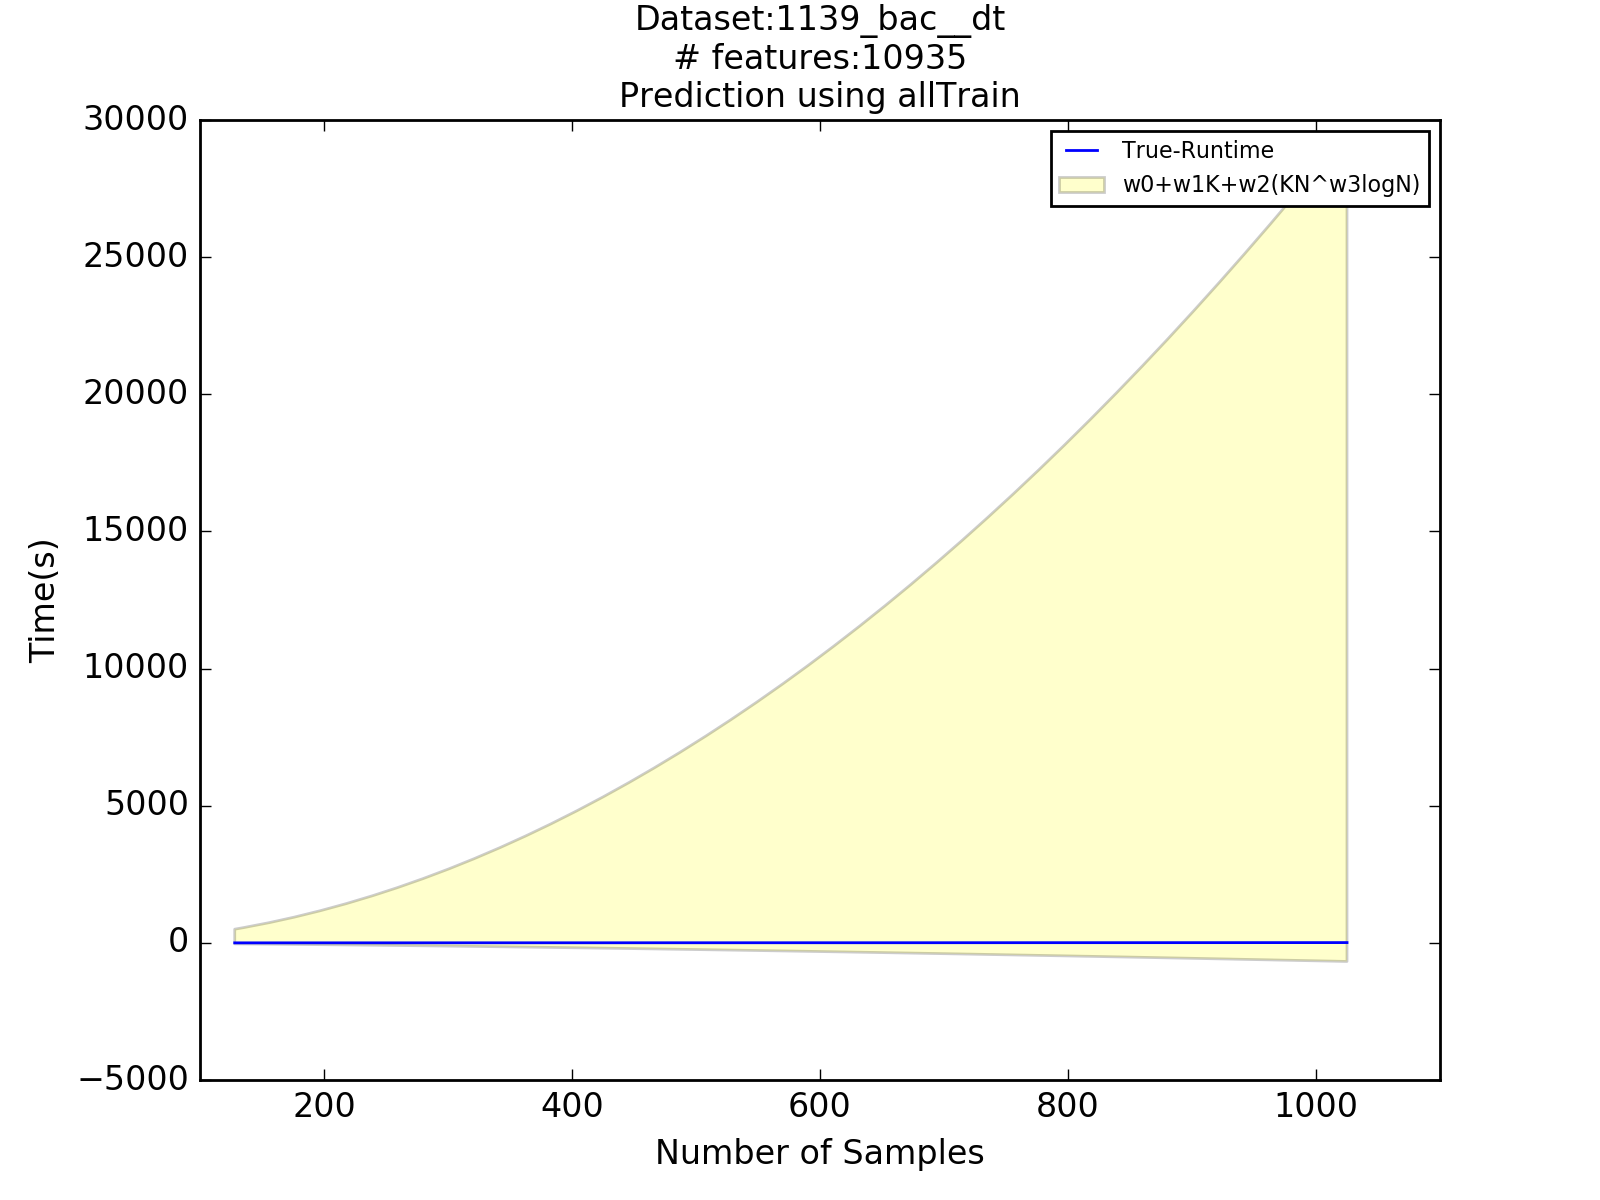 Dataset:1139_bac__dt
# features:10935
Prediction using allTrain
30000
25000
20000
15000
10000
5000
0
−5000
Time(s)
True-Runtime
w0+w1K+w2(KN^w3logN)
200 400 600 800 1000
Number of Samples